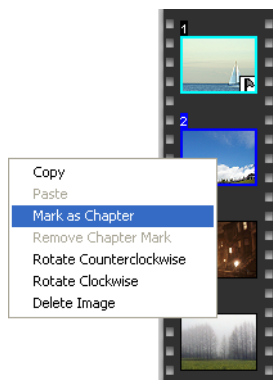 1
2
Copy
Paste
Mark as Chapter
Remove Chapter Mark
Rotate Counterclockwise
Rotate Clockwise
Delete Image